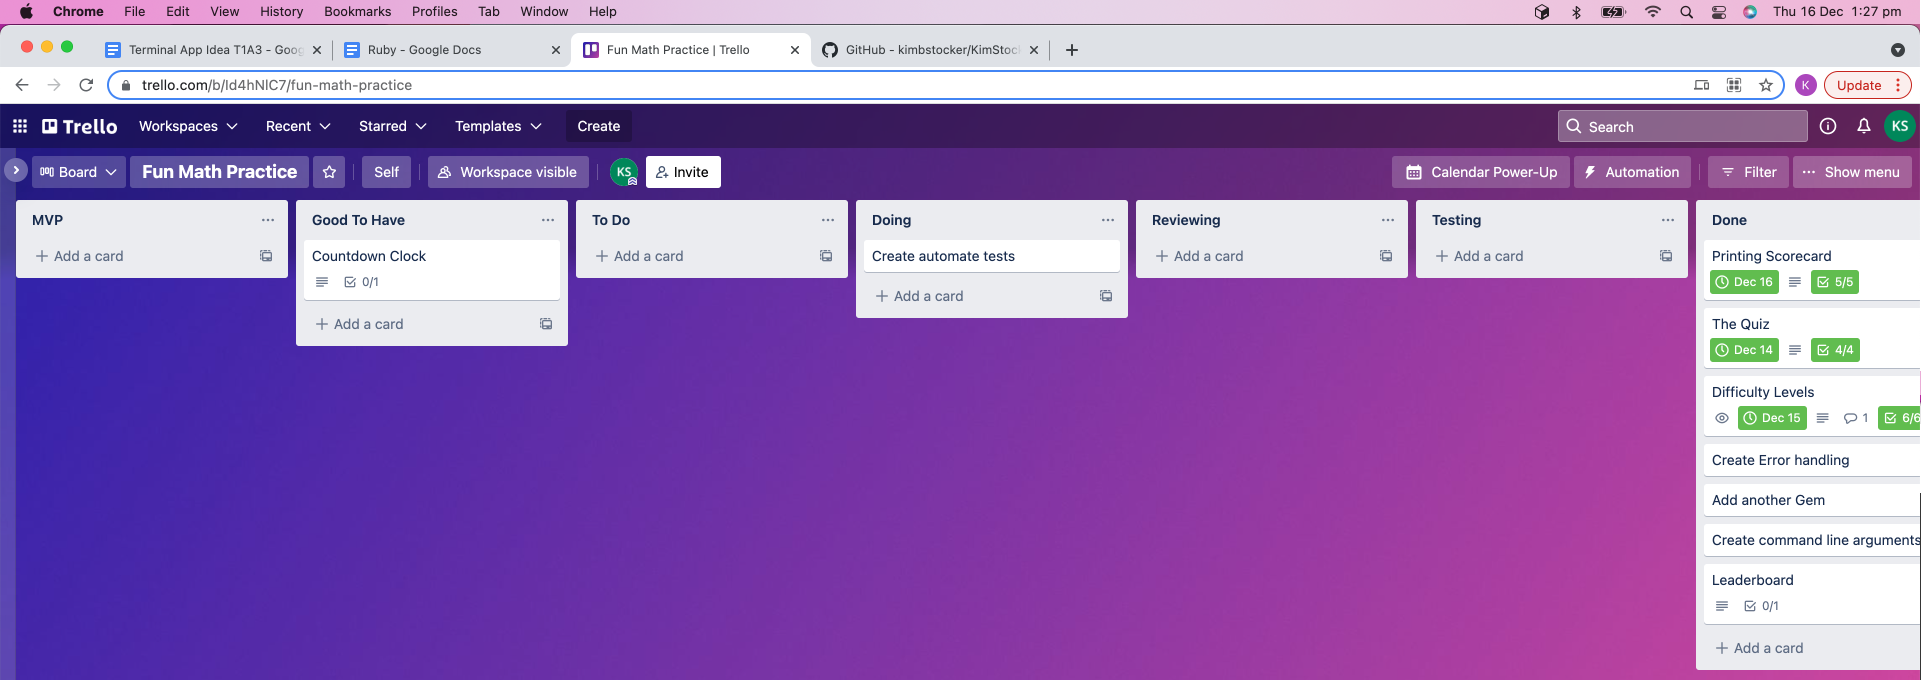 Chrome File Edit View History Bookmarks Profiles Tab Window Help Thu 16 Dec 1:27 pm
Terminal App Idea T1A3 - Goog Ruby - Google Docs Fun Math Practice | Trello GitHub - kimbstocker/KimStock
trello.com/b/ld4hNlC7/fun-math-practice K Update
Trello Workspaces Recent Starred Templates Create Search KS
Board Fun Math Practice Self Workspace visible KS Invite Calendar Power-Up Automation Filter Show menu
MVP
Add a card
Good To Have
Countdown Clock
0/1
Add a card
To Do
Add a card
Doing
Create automate tests
Add a card
Reviewing
Add a card
Testing
Add a card
Done
Printing Scorecard
Dec 16 5/5
The Quiz
Dec 14 4/4
Difficulty Levels
Dec 15 1 6/6
Create Error handling
Add another Gem
Create command line arguments
Leaderboard
0/1
Add a card